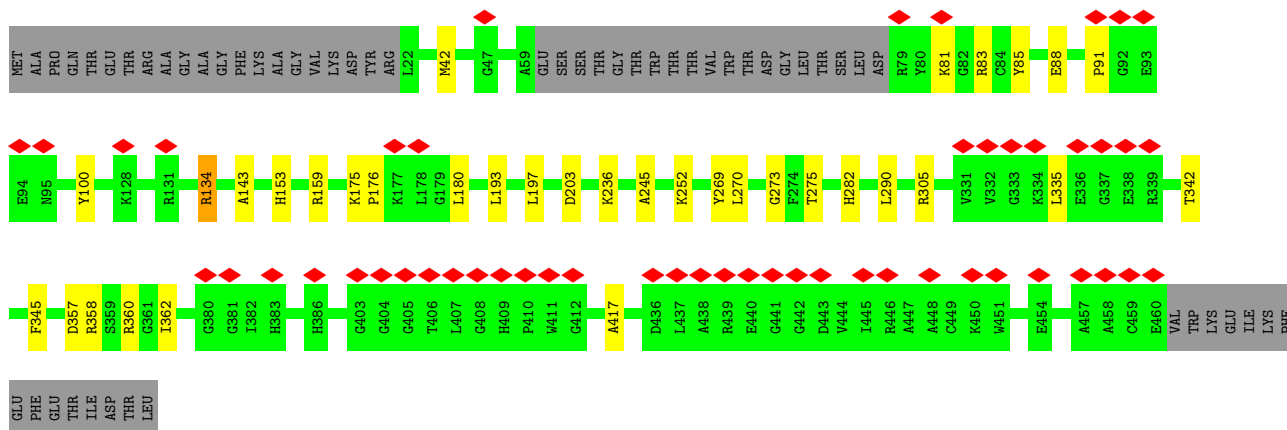 MET ALA PRO GLN THR GLU THR ARG ALA GLY ALA GLY PHE LYS ALA GLY VAL LYS ASP TYR ARG L22 M42 G47 A59 GLU SER SER THR GLY THR TRP THR THR VAL TRP THR ASP GLY LEU THR SER LEU ASP R79 Y80 K81 G82 R83 C84 Y85 E88 P91 G92 E93
E94 N95 Y100 K128 R131 R134 A143 H153 R159 K175 P176 K177 L178 G179 L180 L193 L197 D203 K236 A245 K252 Y269 L270 G273 F274 T275 H282 L290 R305 V331 V332 G333 K334 L335 E336 G337 E338 R339 T342
F345 D357 R358 S359 R360 G361 I362 G380 G381 I382 H383 H386 G403 G404 G405 T406 L407 G408 H409 P410 W411 G412 A417 D436 L437 A438 R439 E440 G441 G442 D443 V444 I445 R446 A447 A448 C449 K450 W451 E454 A457 A458 C459 E460 VAL TRP LYS GLU ILE LYS PHE
GLU PHE GLU THR ILE ASP THR LEU